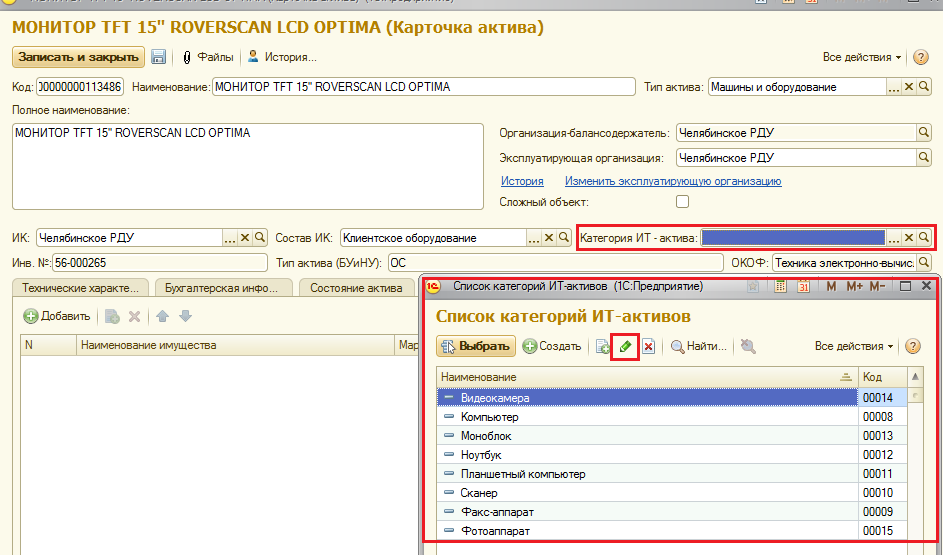 МОНИТОР TFT 15" ROVERSCAN LCD OPTIMA (Карточка актива)
Записать и закрыть Файлы История... Все действия ?
Код: 00000000113486 Наименование: МОНИТОР TFT 15" ROVERSCAN LCD OPTIMA Тип актива: Машины и оборудование ...
Полное наименование:
МОНИТОР TFT 15" ROVERSCAN LCD OPTIMA
Организация-балансодержатель: Челябинское РДУ
Эксплуатирующая организация: Челябинское РДУ
История Изменить эксплуатирующую организацию
Сложный объект:
ИК: Челябинское РДУ ... Состав ИК: Клиентское оборудование ... Категория ИТ - актива: ...
Инв. №: 56-000265 Тип актива (БУиНУ): ОС ОКОФ: Техника электронно-вычис.
Технические характе... Бухгалтерская инфо... Состояние актива
Добавить
N Наименование имущества Мар
1С Список категорий ИТ-активов (1С:Предприятие) 31 M M+ M-
Список категорий ИТ-активов
Выбрать Создать Найти... Все действия ?
Наименование Код
Видеокамера 00014
Компьютер 00008
Моноблок 00013
Ноутбук 00012
Планшетный компьютер 00011
Сканер 00010
Факс-аппарат 00009
Фотоаппарат 00015